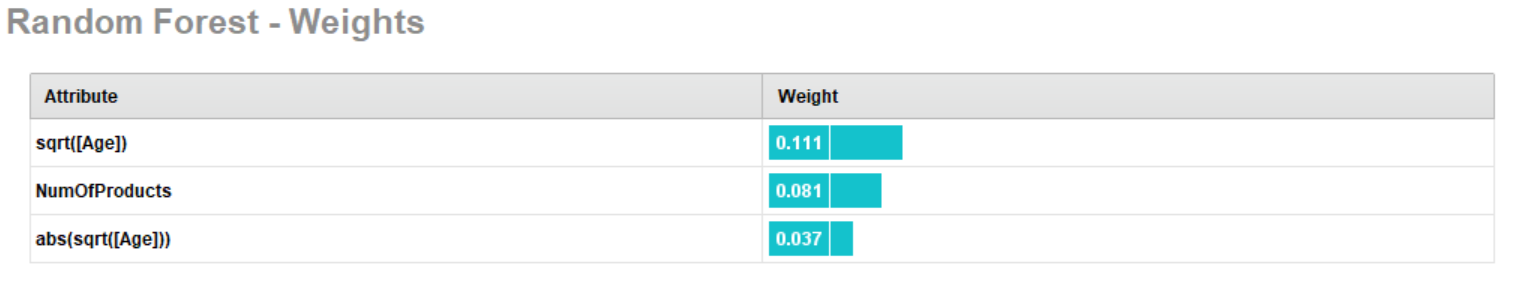 Random Forest - Weights
Attribute Weight
sqrt([Age]) 0.111
NumOfProducts 0.081
abs(sqrt([Age])) 0.037